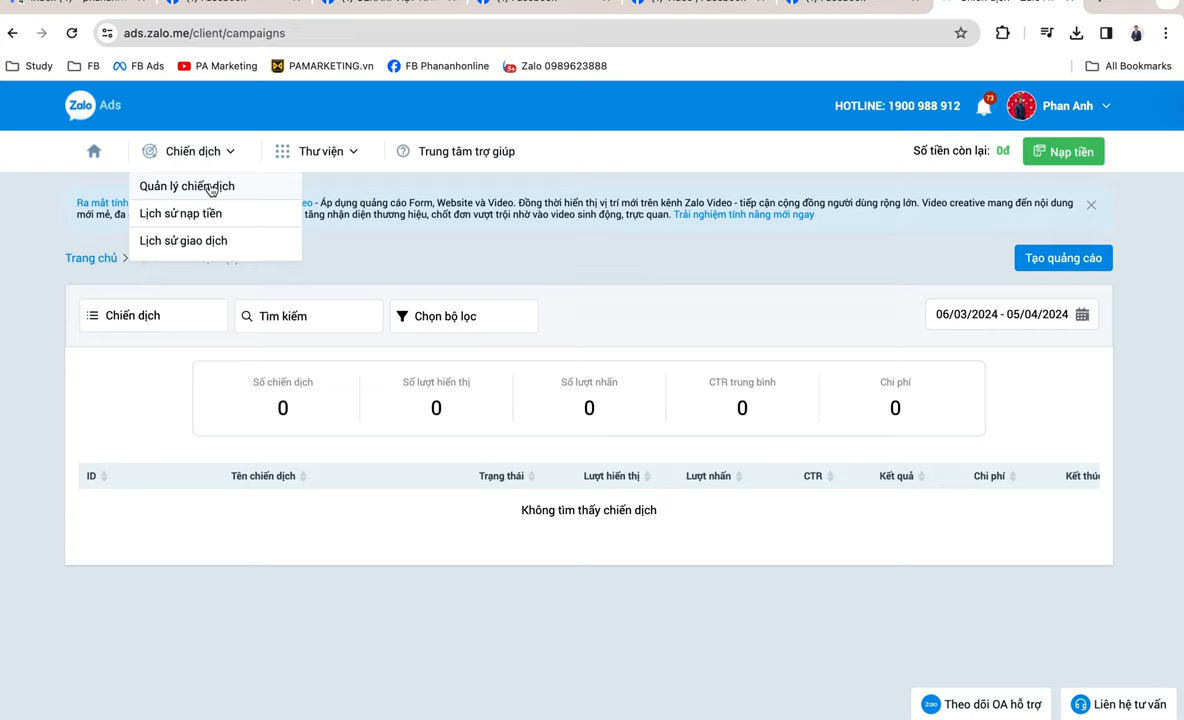 ads.zalo.me/client/campaigns
Study
FB
FB Ads
PA Marketing
PAMARKETING.vn
FB Phananhonline
Zalo 0989623888
All Bookmarks
Zalo Ads
HOTLINE: 1900 988 912
73
Phan Anh
Chiến dịch
Thư viện
Trung tâm trợ giúp
Số tiền còn lại: 0đ
Nạp tiền
Quản lý chiến dịch
Lịch sử nạp tiền
Lịch sử giao dịch
Ra mắt tính eo - Áp dụng quảng cáo Form, Website và Video. Đồng thời hiển thị vị trí mới trên kênh Zalo Video - tiếp cận cộng đồng người dùng rộng lớn. Video creative mang đến nội dung
mới mẻ, đa tăng nhận diện thương hiệu, chốt đơn vượt trội nhờ vào video sinh động, trực quan. Trải nghiệm tính năng mới ngay
Trang chủ
Tạo quảng cáo
Chiến dịch
Tìm kiếm
Chọn bộ lọc
06/03/2024 - 05/04/2024
Số chiến dịch
0
Số lượt hiển thị
0
Số lượt nhấn
0
CTR trung bình
0
Chi phí
0
ID
Tên chiến dịch
Trạng thái
Lượt hiển thị
Lượt nhấn
CTR
Kết quả
Chi phí
Kết thúc
Không tìm thấy chiến dịch
Zalo Theo dõi OA hỗ trợ
Liên hệ tư vấn